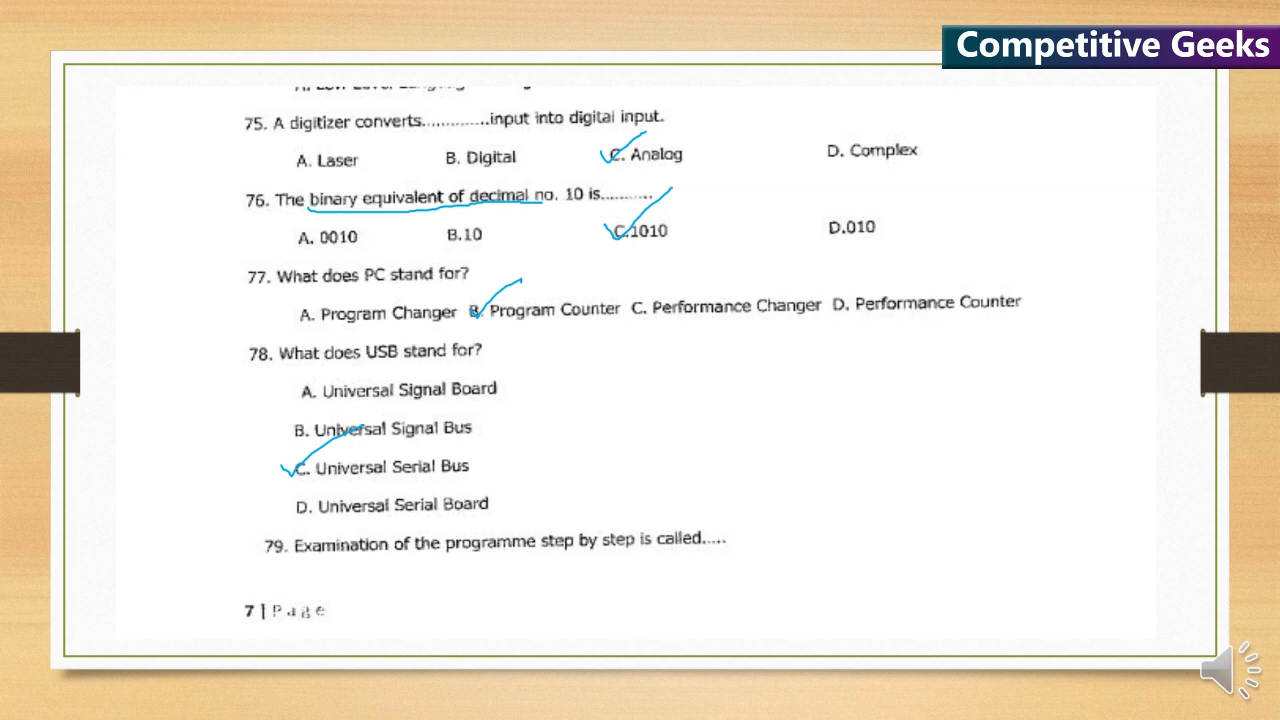 Competitive Geeks
75. A digitizer converts.............input into digital input.
A. Laser B. Digital C. Analog D. Complex
76. The binary equivalent of decimal no. 10 is..........
A. 0010 B.10 C.1010 D.010
77. What does PC stand for?
A. Program Changer B. Program Counter C. Performance Changer D. Performance Counter
78. What does USB stand for?
A. Universal Signal Board
B. Universal Signal Bus
C. Universal Serial Bus
D. Universal Serial Board
79. Examination of the programme step by step is called.....
7 | P a g e